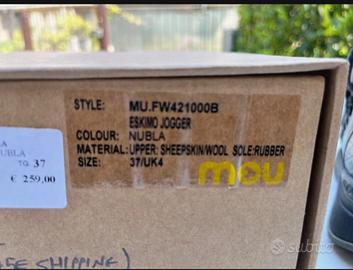 STYLE: MU.FW421000B
ESKIMO JOGGER
COLOUR: NUBLA
MATERIAL: UPPER: SHEEPSKIN/WOOL SOLE:RUBBER
SIZE: 37/UK4
mou
UBLA
TG 37
€ 259,00
SHIPPING)
subito